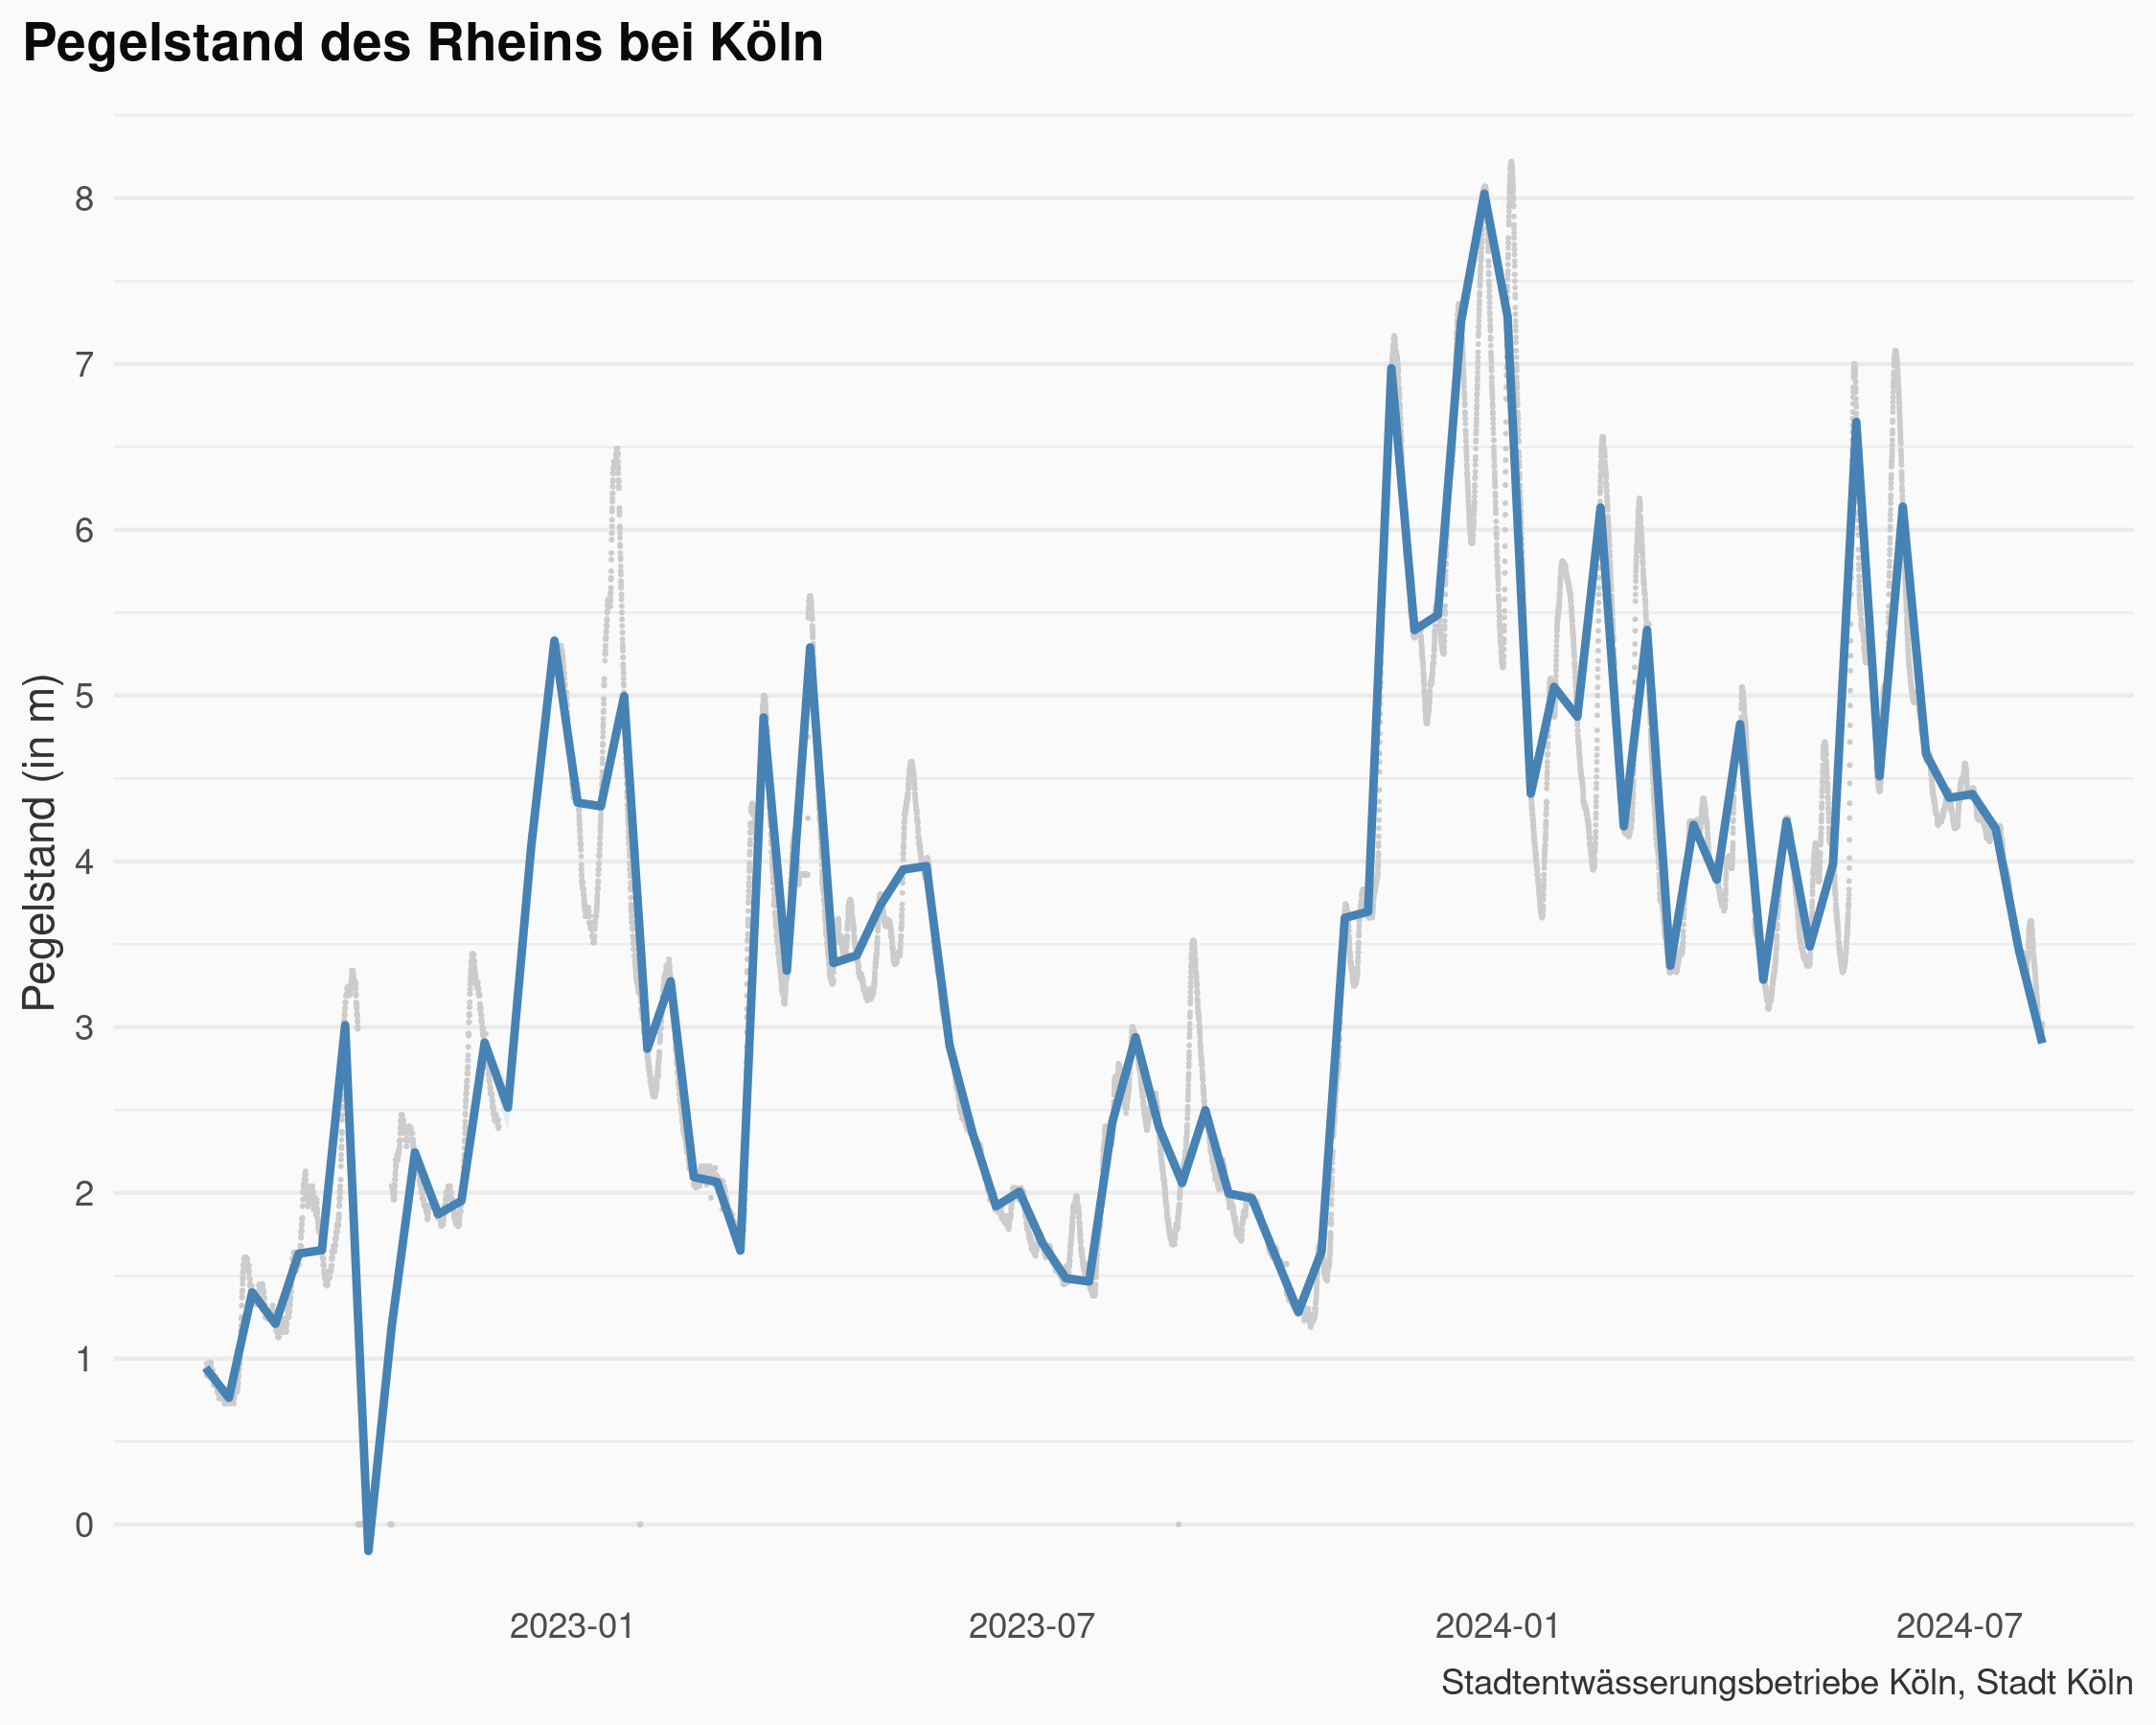 Pegelstand des Rheins bei Köln
Pegelstand (in m)
8
7
6
5
4
3
2
1
0
2023-01 2023-07 2024-01 2024-07
Stadtentwässerungsbetriebe Köln, Stadt Köln